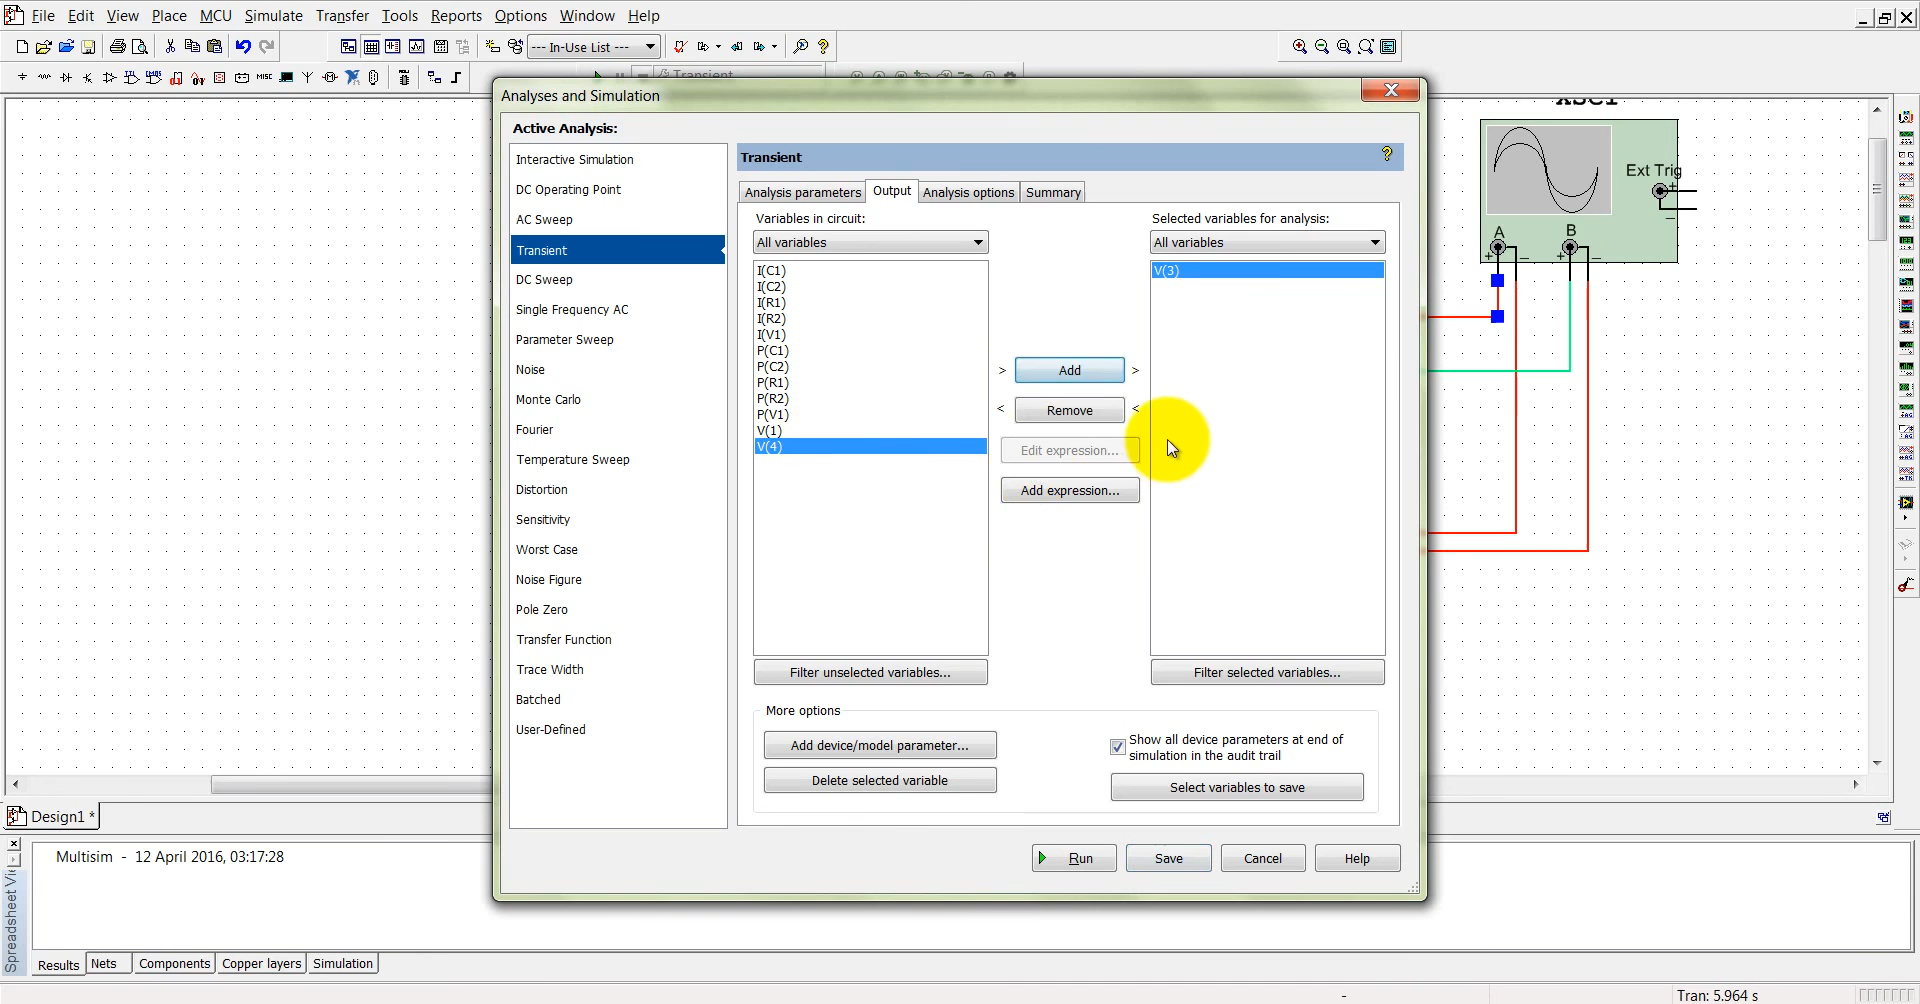 File Edit View Place MCU Simulate Transfer Tools Reports Options Window Help
--- In-Use List ---
MISC
Transient
Analyses and Simulation
Active Analysis:
Interactive Simulation
DC Operating Point
AC Sweep
Transient
DC Sweep
Single Frequency AC
Parameter Sweep
Noise
Monte Carlo
Fourier
Temperature Sweep
Distortion
Sensitivity
Worst Case
Noise Figure
Pole Zero
Transfer Function
Trace Width
Batched
User-Defined
Transient
Analysis parameters Output Analysis options Summary
Variables in circuit:
All variables
I(C1)
I(C2)
I(R1)
I(R2)
I(V1)
P(C1)
P(C2)
P(R1)
P(R2)
P(V1)
V(1)
V(4)
Filter unselected variables...
> Add >
< Remove <
Edit expression...
Add expression...
Selected variables for analysis:
All variables
V(3)
Filter selected variables...
More options
Add device/model parameter...
Delete selected variable
Show all device parameters at end of
simulation in the audit trail
Select variables to save
Run Save Cancel Help
Ext Trig
A B
Design1 *
Multisim - 12 April 2016, 03:17:28
Results Nets Components Copper layers Simulation
- Tran: 5.964 s